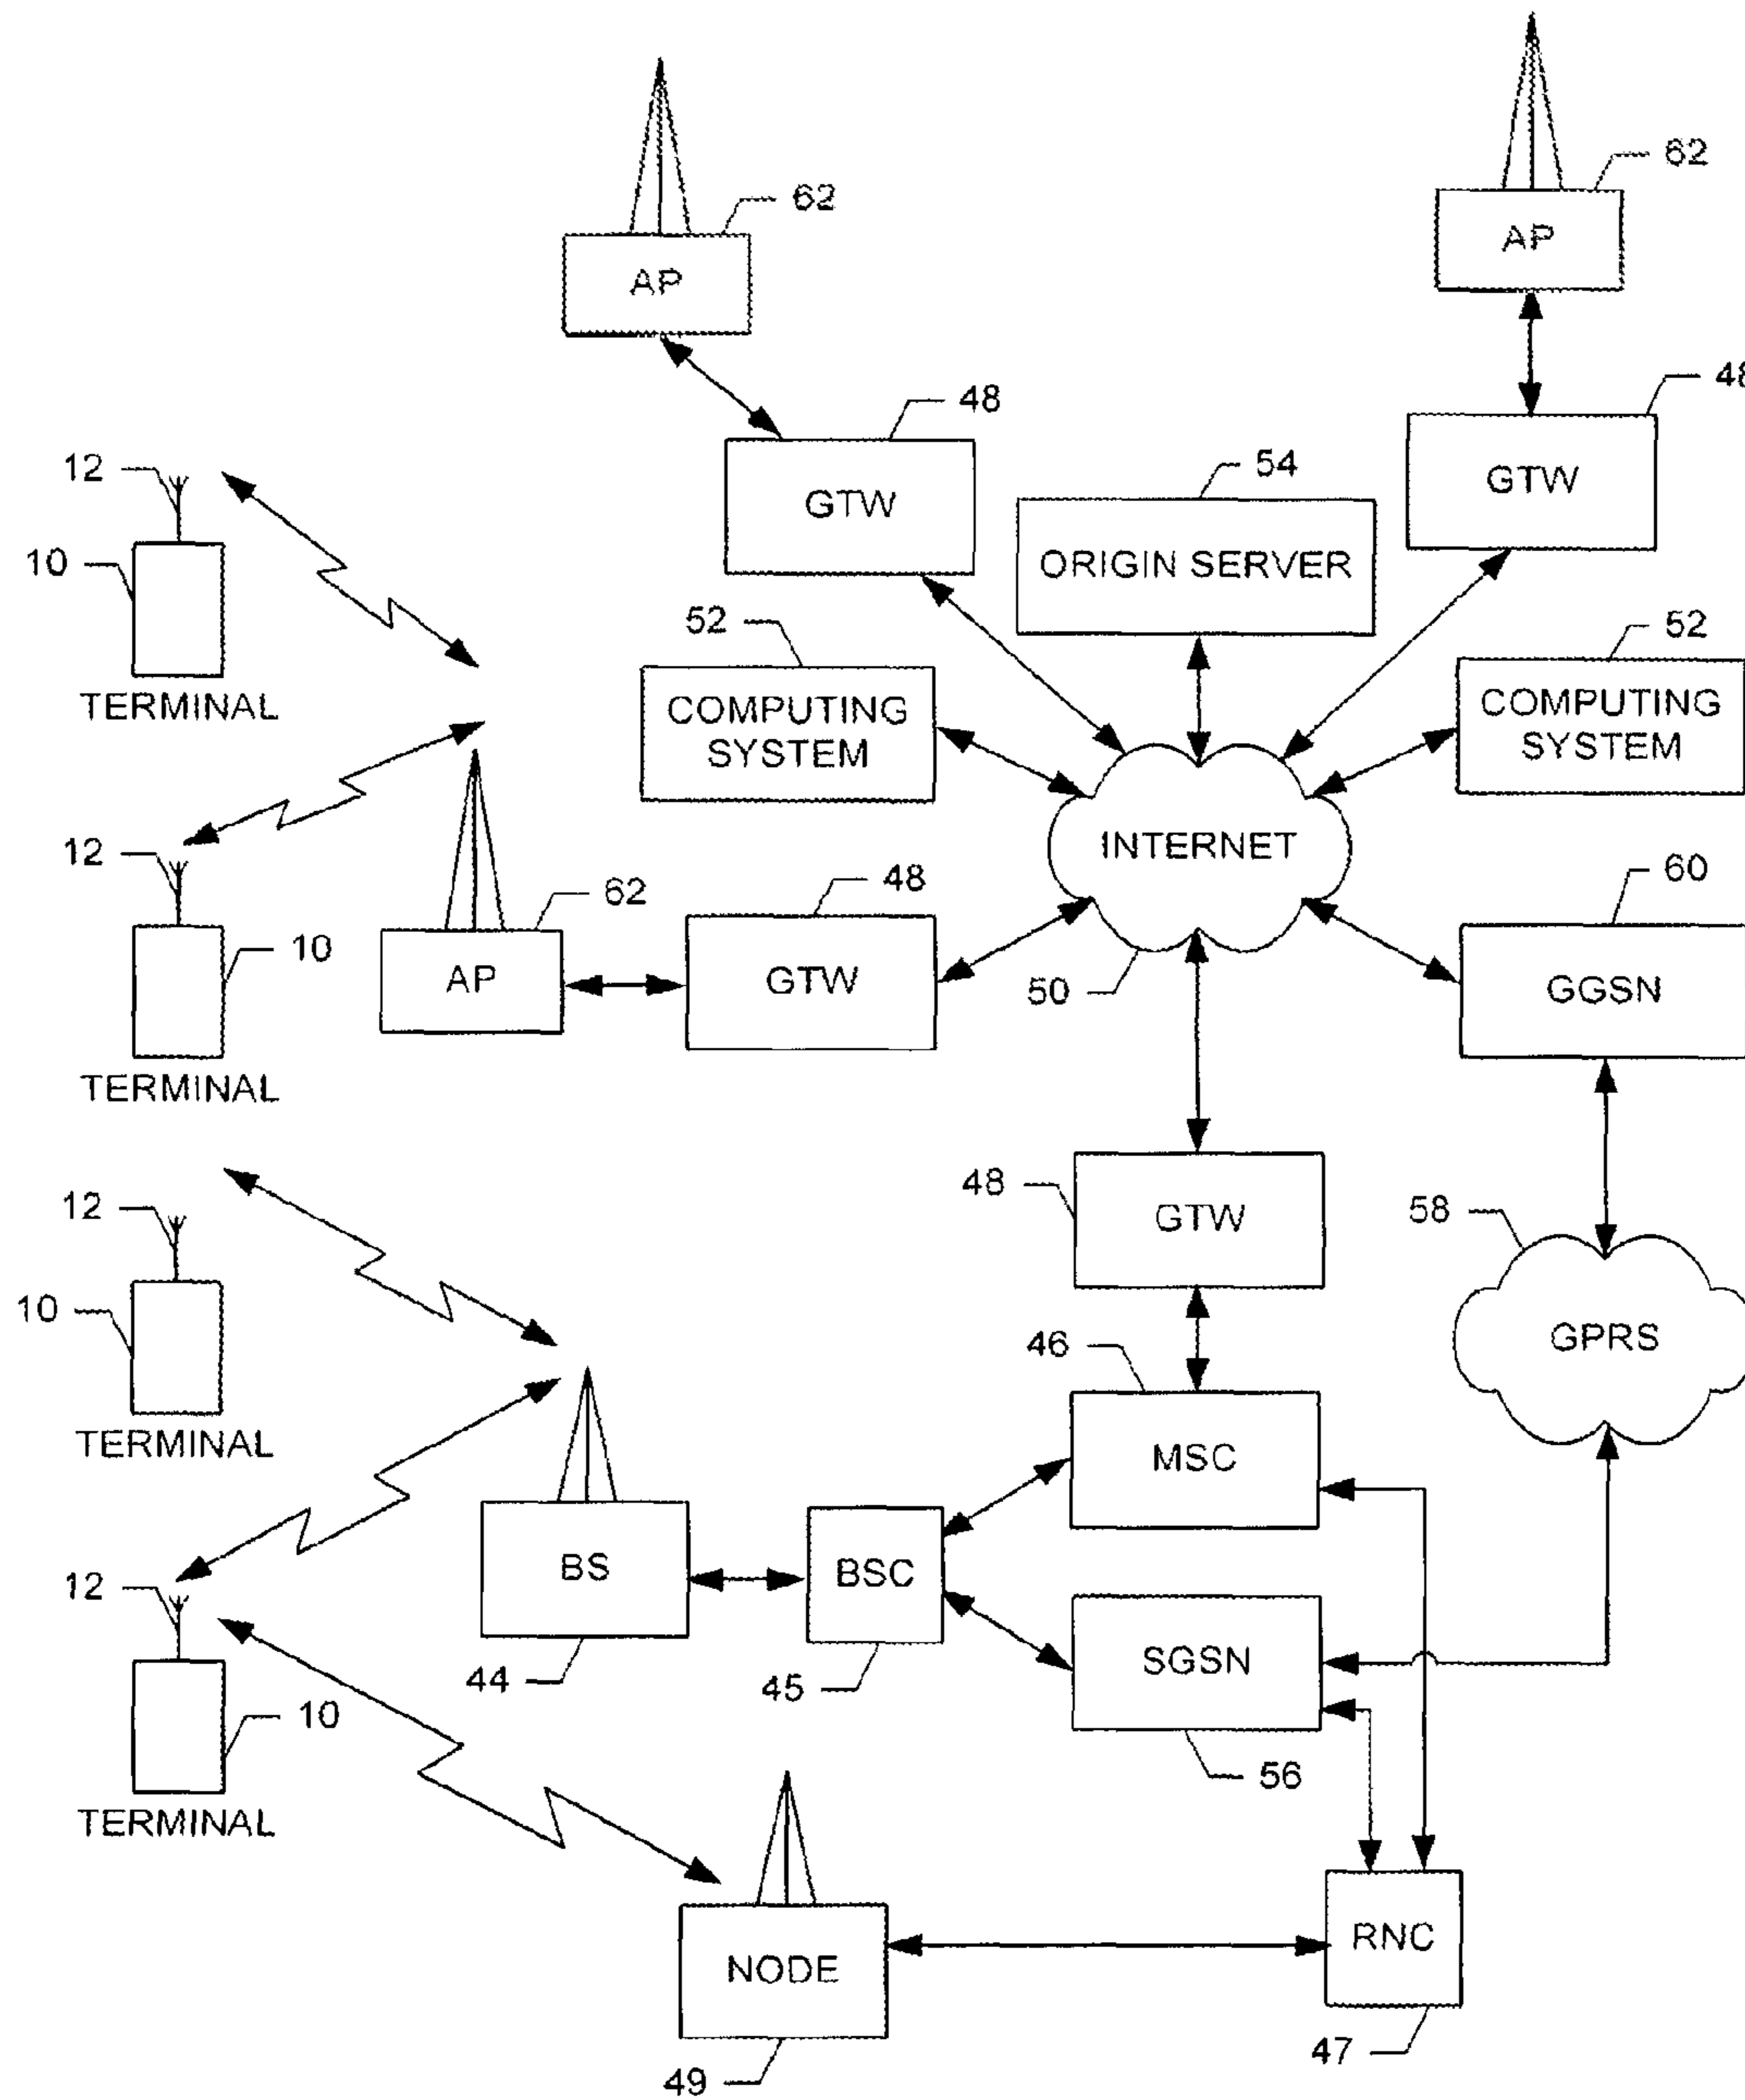 62
AP
62
AP
48
GTW
48
GTW
54
ORIGIN SERVER
12
10
TERMINAL
52
COMPUTING
SYSTEM
52
COMPUTING
SYSTEM
INTERNET
50
12
10
TERMINAL
62
AP
48
GTW
60
GGSN
48
GTW
58
GPRS
12
10
TERMINAL
46
MSC
BS
44
BSC
45
SGSN
56
12
10
TERMINAL
NODE
49
RNC
47